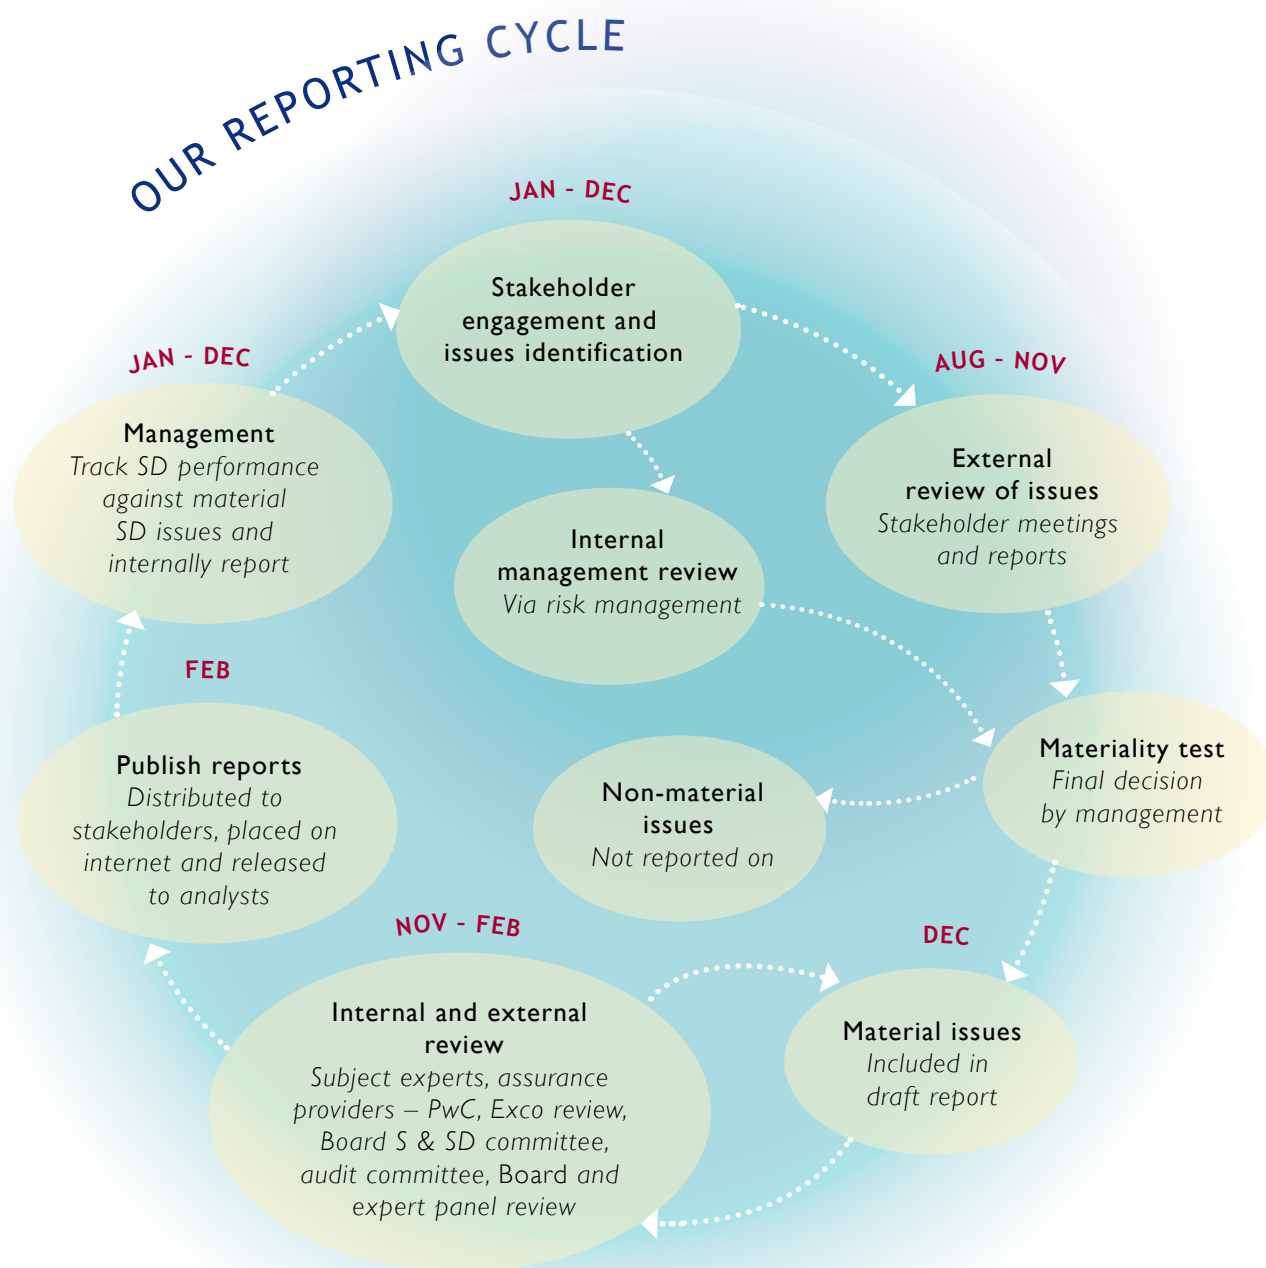 OUR REPORTING CYCLE
JAN - DEC
Stakeholder
engagement and
issues identification
AUG - NOV
External
review of issues
Stakeholder meetings
and reports
JAN - DEC
Management
Track SD performance
against material
SD issues and
internally report
Internal
management review
Via risk management
Materiality test
Final decision
by management
Non-material
issues
Not reported on
FEB
Publish reports
Distributed to
stakeholders, placed on
internet and released
to analysts
DEC
Material issues
Included in
draft report
NOV - FEB
Internal and external
review
Subject experts, assurance
providers – PwC, Exco review,
Board S & SD committee,
audit committee, Board and
expert panel review